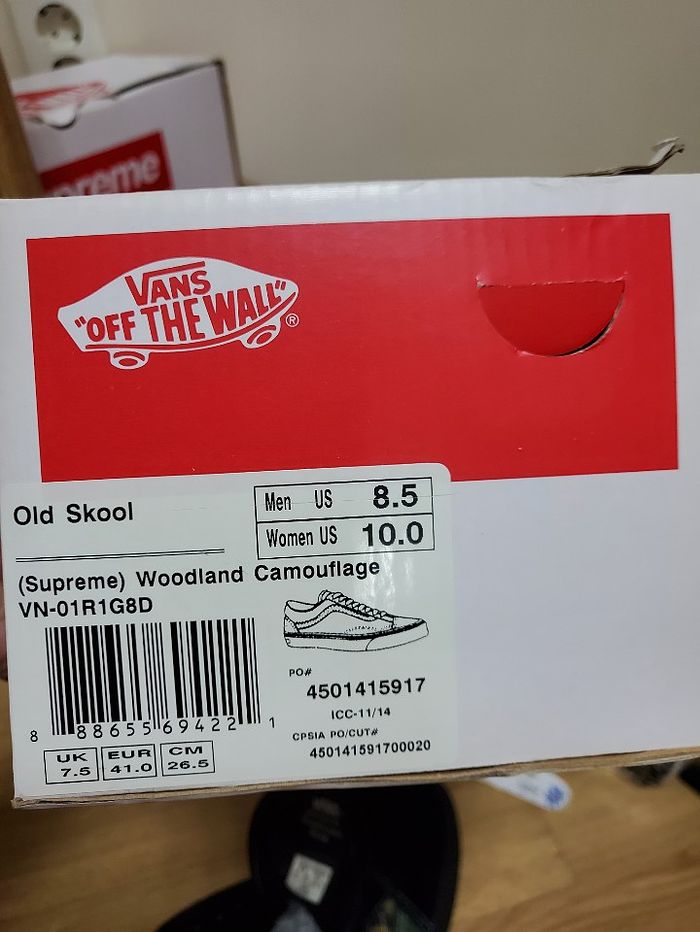 preme
VANS
"OFF THE WALL"®
Old Skool
Men US 8.5
Women US 10.0
(Supreme) Woodland Camouflage
VN-01R1G8D
8 88655 69422 1
PO#
4501415917
ICC-11/14
CPSIA PO/CUT#
450141591700020
UK
7.5
EUR
41.0
CM
26.5